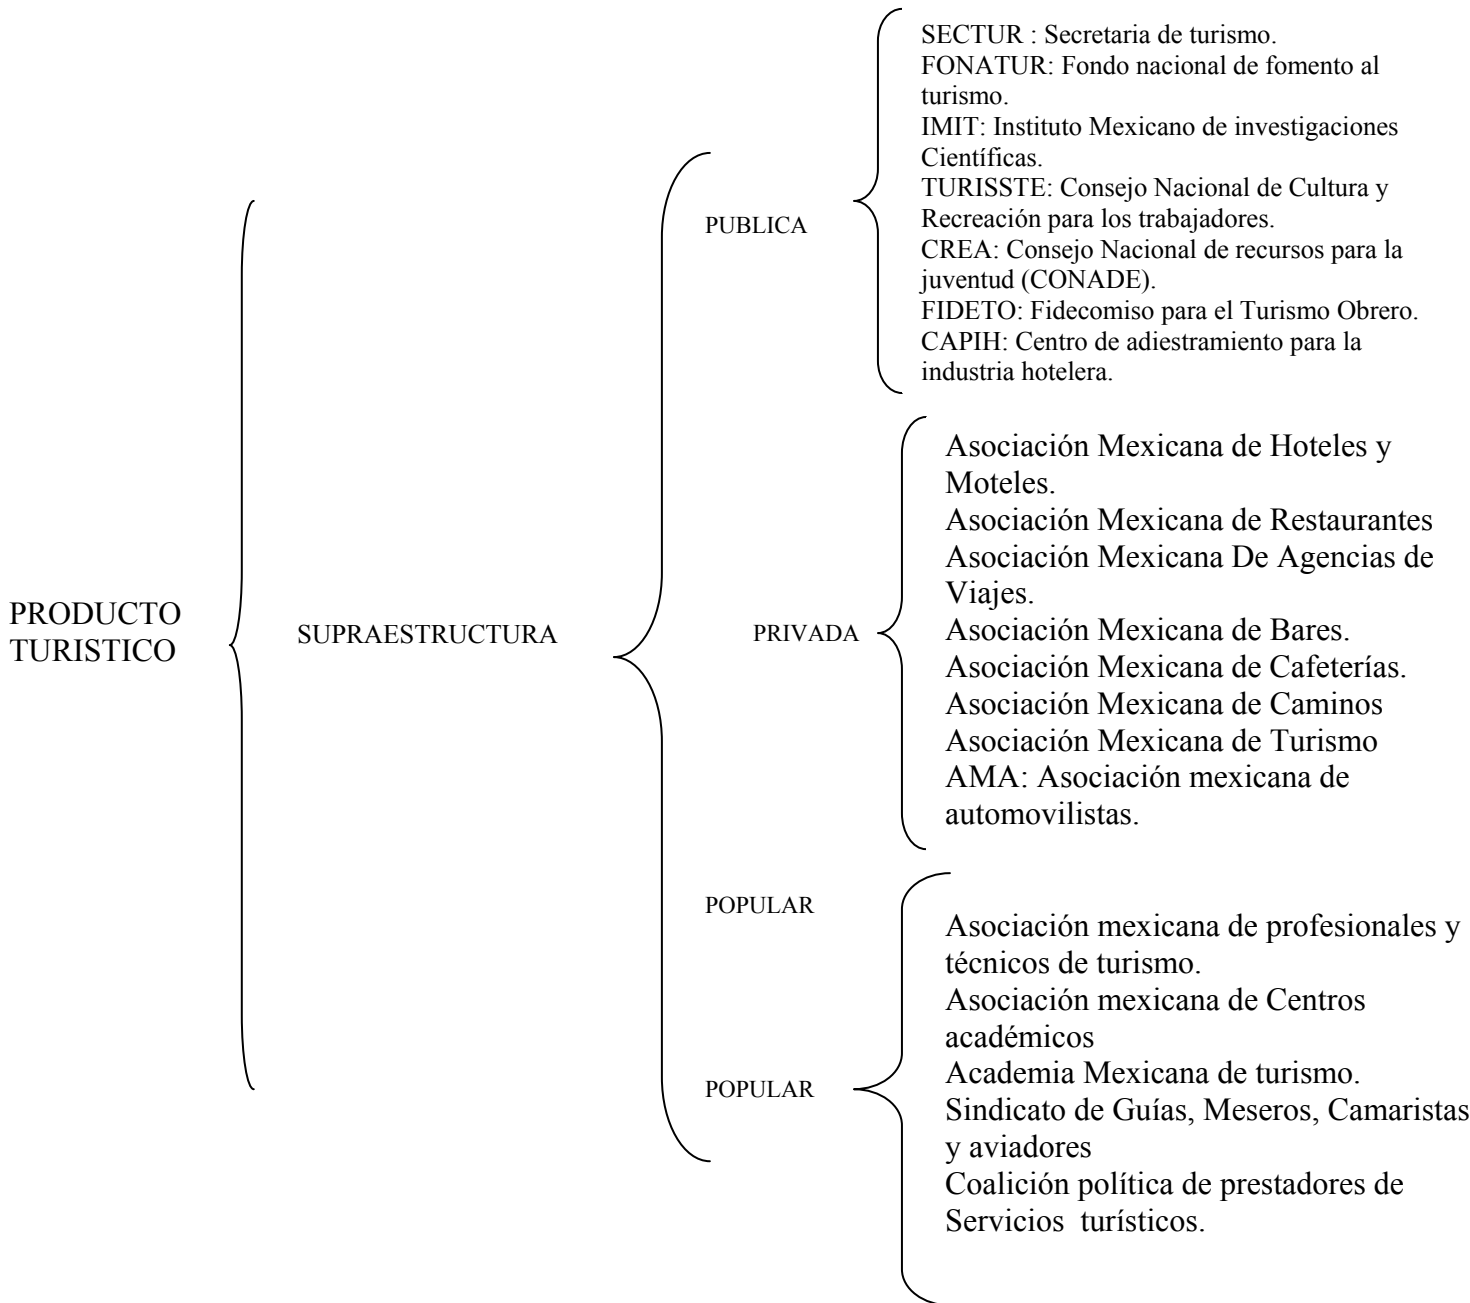 PRODUCTO
TURISTICO
SUPRAESTRUCTURA
PUBLICA
SECTUR : Secretaria de turismo.
FONATUR: Fondo nacional de fomento al
turismo.
IMIT: Instituto Mexicano de investigaciones
Científicas.
TURISSTE: Consejo Nacional de Cultura y
Recreación para los trabajadores.
CREA: Consejo Nacional de recursos para la
juventud (CONADE).
FIDETO: Fidecomiso para el Turismo Obrero.
CAPIH: Centro de adiestramiento para la
industria hotelera.
PRIVADA
Asociación Mexicana de Hoteles y
Moteles.
Asociación Mexicana de Restaurantes
Asociación Mexicana De Agencias de
Viajes.
Asociación Mexicana de Bares.
Asociación Mexicana de Cafeterías.
Asociación Mexicana de Caminos
Asociación Mexicana de Turismo
AMA: Asociación mexicana de
automovilistas.
POPULAR
POPULAR
Asociación mexicana de profesionales y
técnicos de turismo.
Asociación mexicana de Centros
académicos
Academia Mexicana de turismo.
Sindicato de Guías, Meseros, Camaristas
y aviadores
Coalición política de prestadores de
Servicios  turísticos.